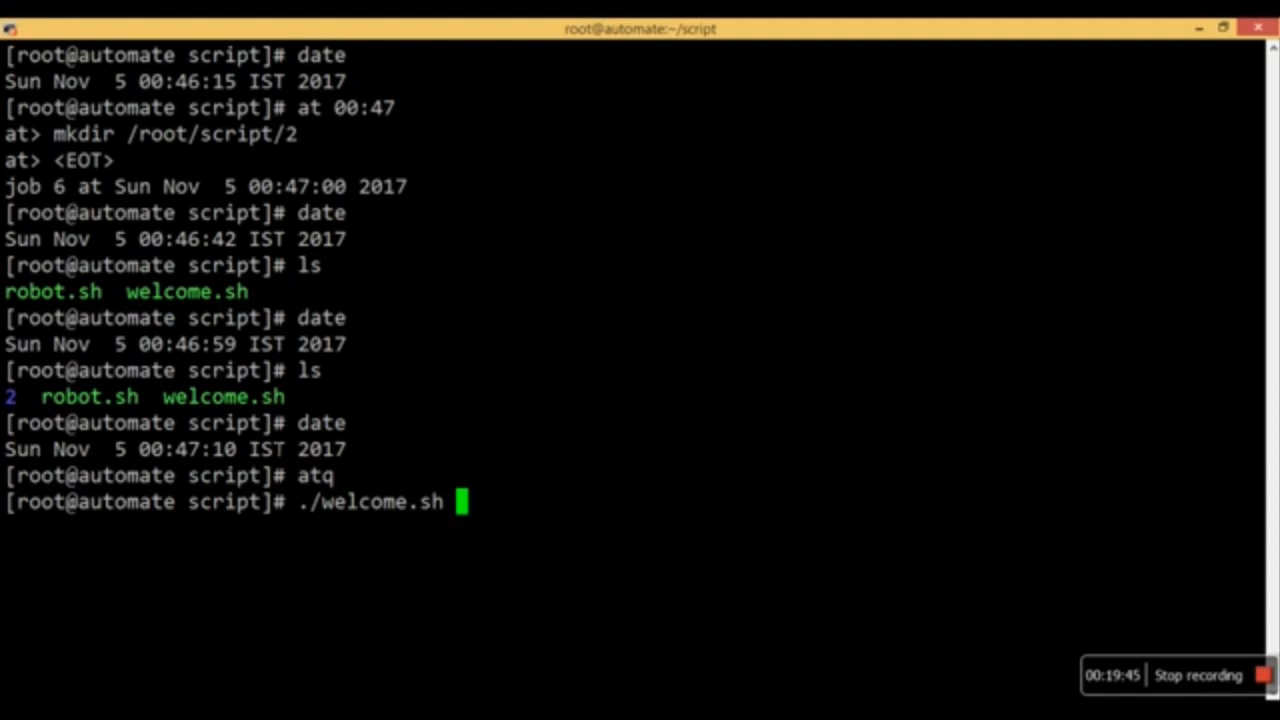 root@automate:~/script
[root@automate script]# date
Sun Nov  5 00:46:15 IST 2017
[root@automate script]# at 00:47
at> mkdir /root/script/2
at> <EOT>
job 6 at Sun Nov  5 00:47:00 2017
[root@automate script]# date
Sun Nov  5 00:46:42 IST 2017
[root@automate script]# ls
robot.sh  welcome.sh
[root@automate script]# date
Sun Nov  5 00:46:59 IST 2017
[root@automate script]# ls
2  robot.sh  welcome.sh
[root@automate script]# date
Sun Nov  5 00:47:10 IST 2017
[root@automate script]# atq
[root@automate script]# ./welcome.sh
00:19:45 Stop recording